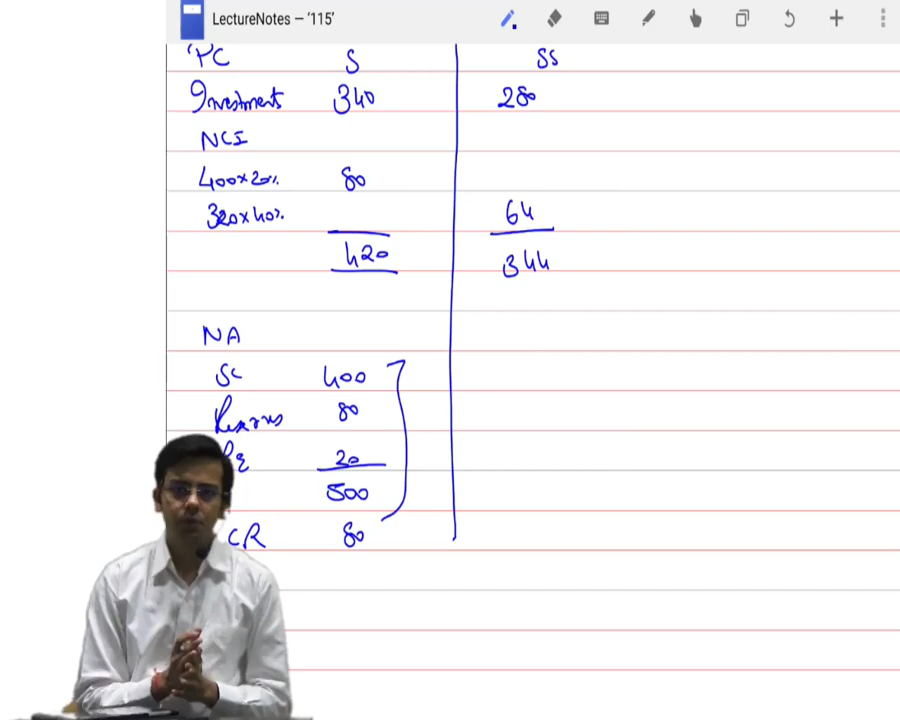 LectureNotes – '115'
PC S SS
Investments 340 280
NCI
400×20% 80
320×40% 64
420 344
NA
SC 400
Reserves 80
20
500
CR 80